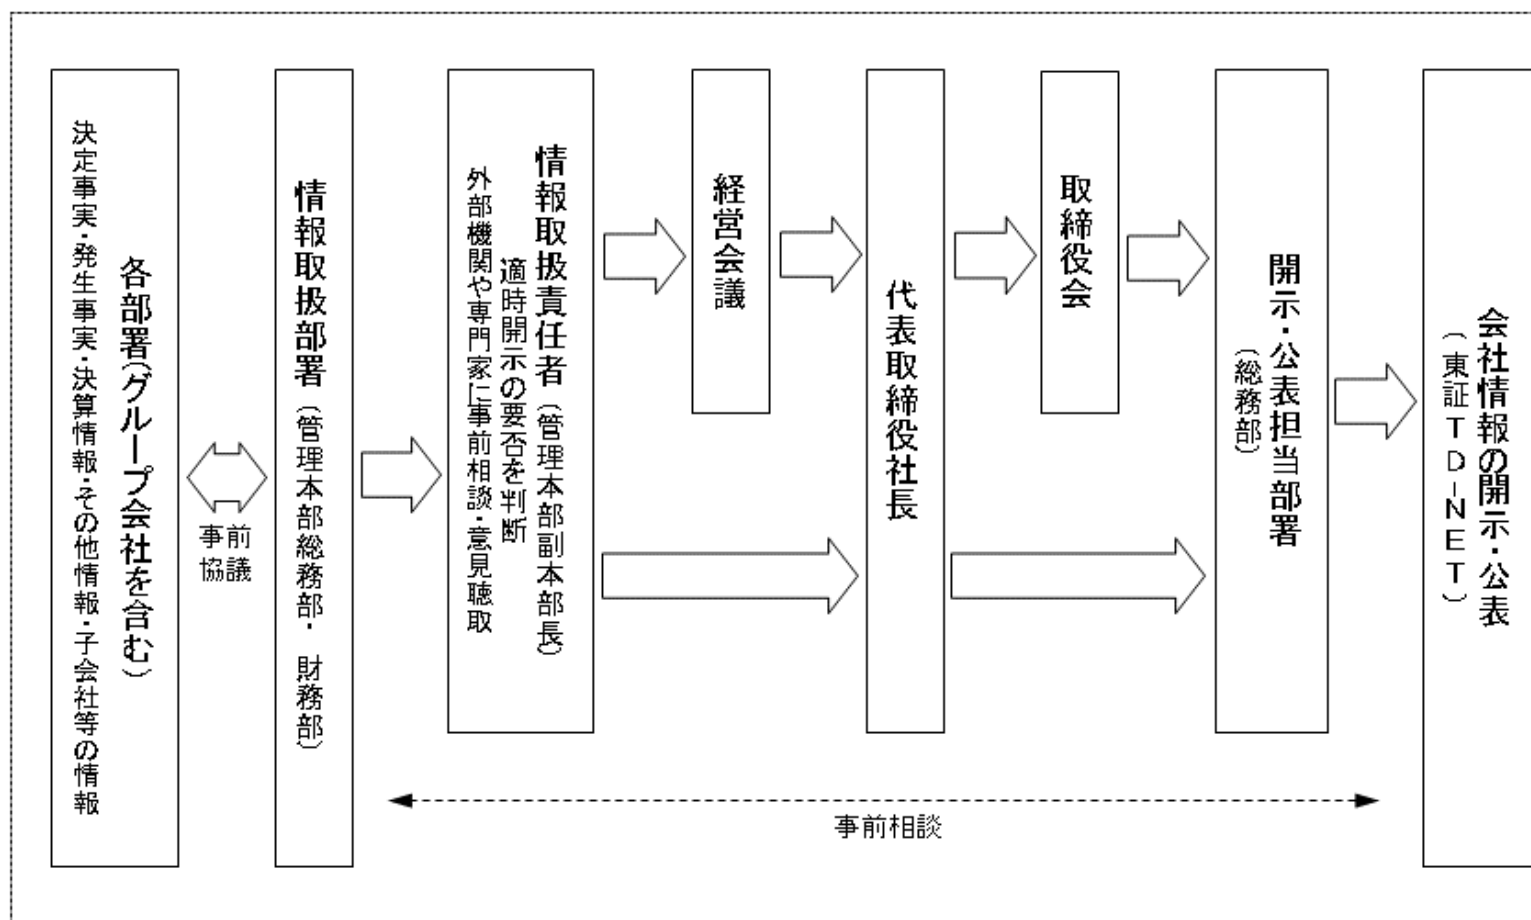 各部署（グループ会社を含む）
決定事実・発生事実・決算情報・その他情報・子会社等の情報
事前
協議
情報取扱部署（管理本部総務部・　財務部）
情報取扱責任者（管理本部副本部長）
適時開示の要否を判断
外部機関や専門家に事前相談・意見聴取
経営会議
代表取締役社長
取締役会
開示・公表担当部署
（総務部）
会社情報の開示・公表
（東証TD-NET）
事前相談